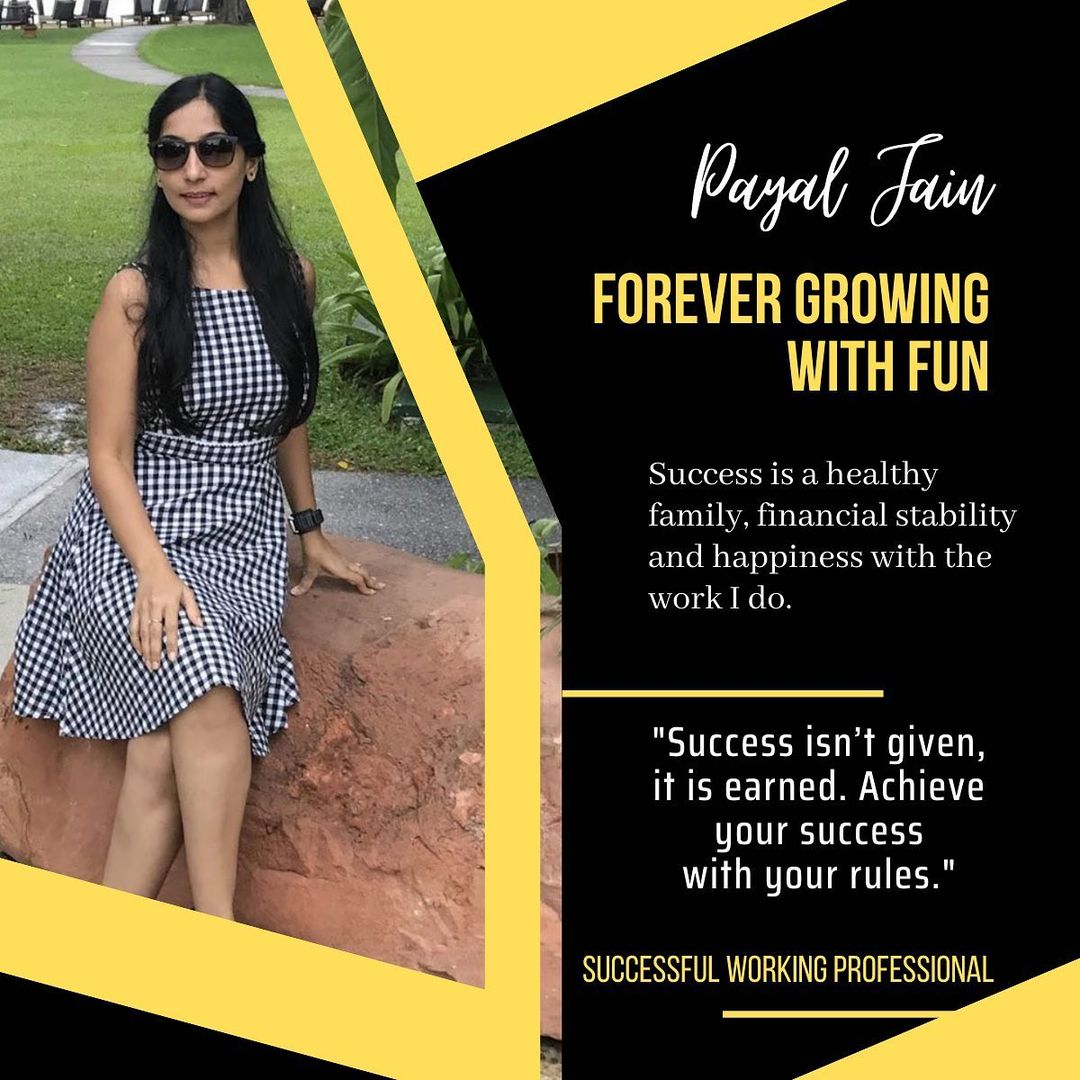 Payal Jain
FOREVER GROWING
WITH FUN
Success is a healthy
family, financial stability
and happiness with the
work I do.
"Success isn’t given,
it is earned. Achieve
your success
with your rules."
SUCCESSFUL WORKING PROFESSIONAL